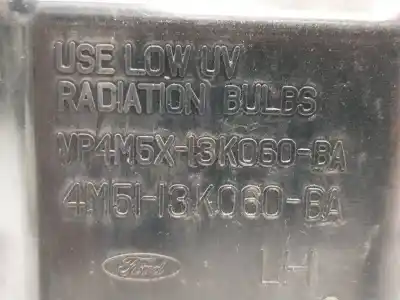 USE LOW UV
RADIATION BULBS
VP4M5X-13K060-BA
4M51-13K060-BA
Ford
LH